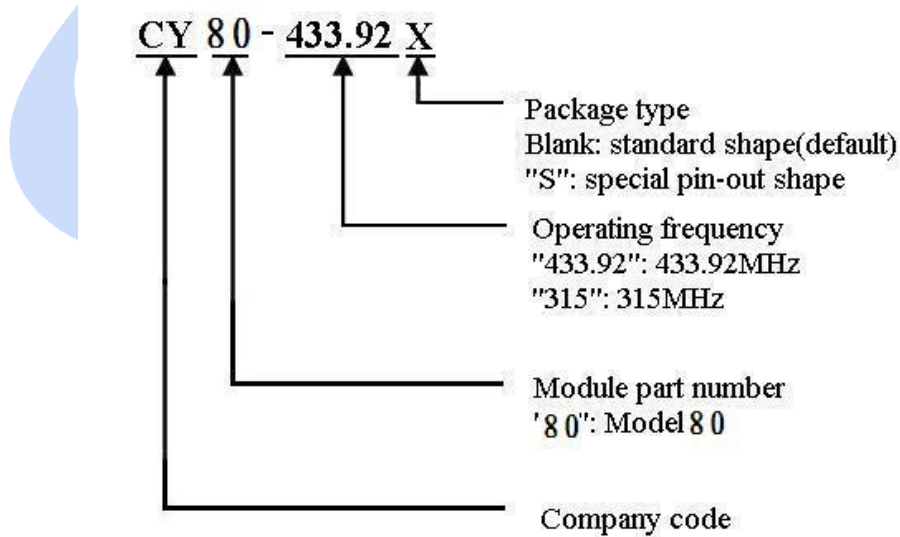 CY 80 - 433.92 X
Package type
Blank: standard shape(default)
"S": special pin-out shape
Operating frequency
"433.92": 433.92MHz
"315": 315MHz
Module part number
'80": Model 80
Company code